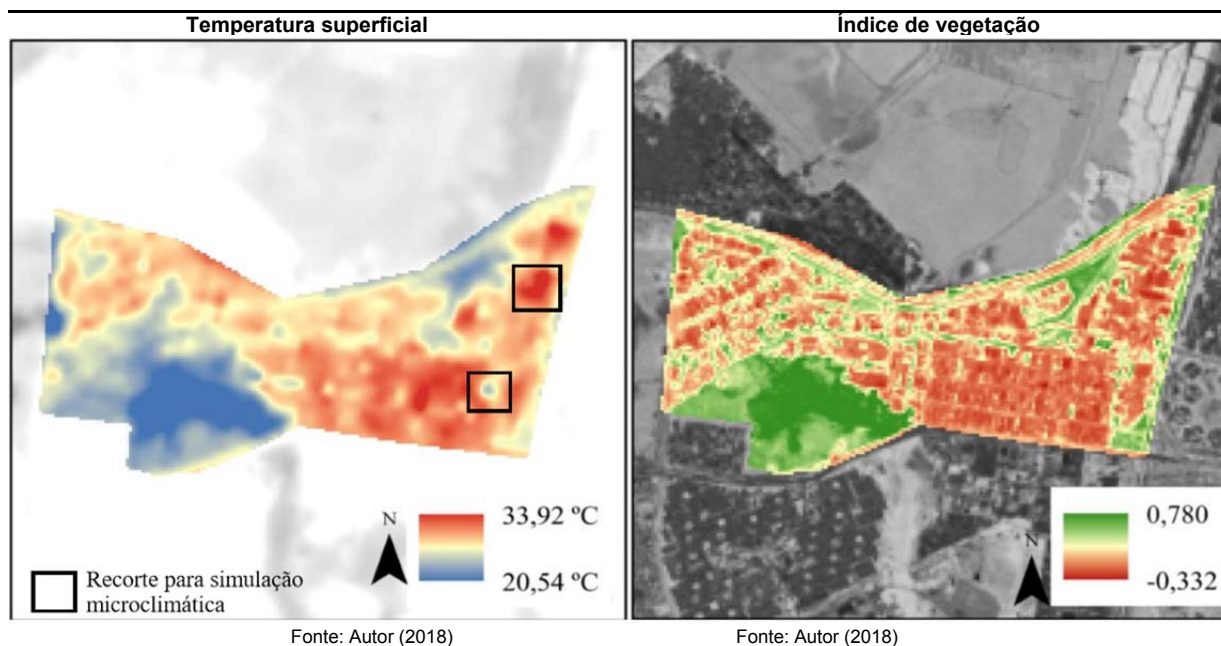 Temperatura superficial
Índice de vegetação
N
33,92 ºC
20,54 ºC
Recorte para simulação
microclimática
0,780
N
-0,332
Fonte: Autor (2018)
Fonte: Autor (2018)